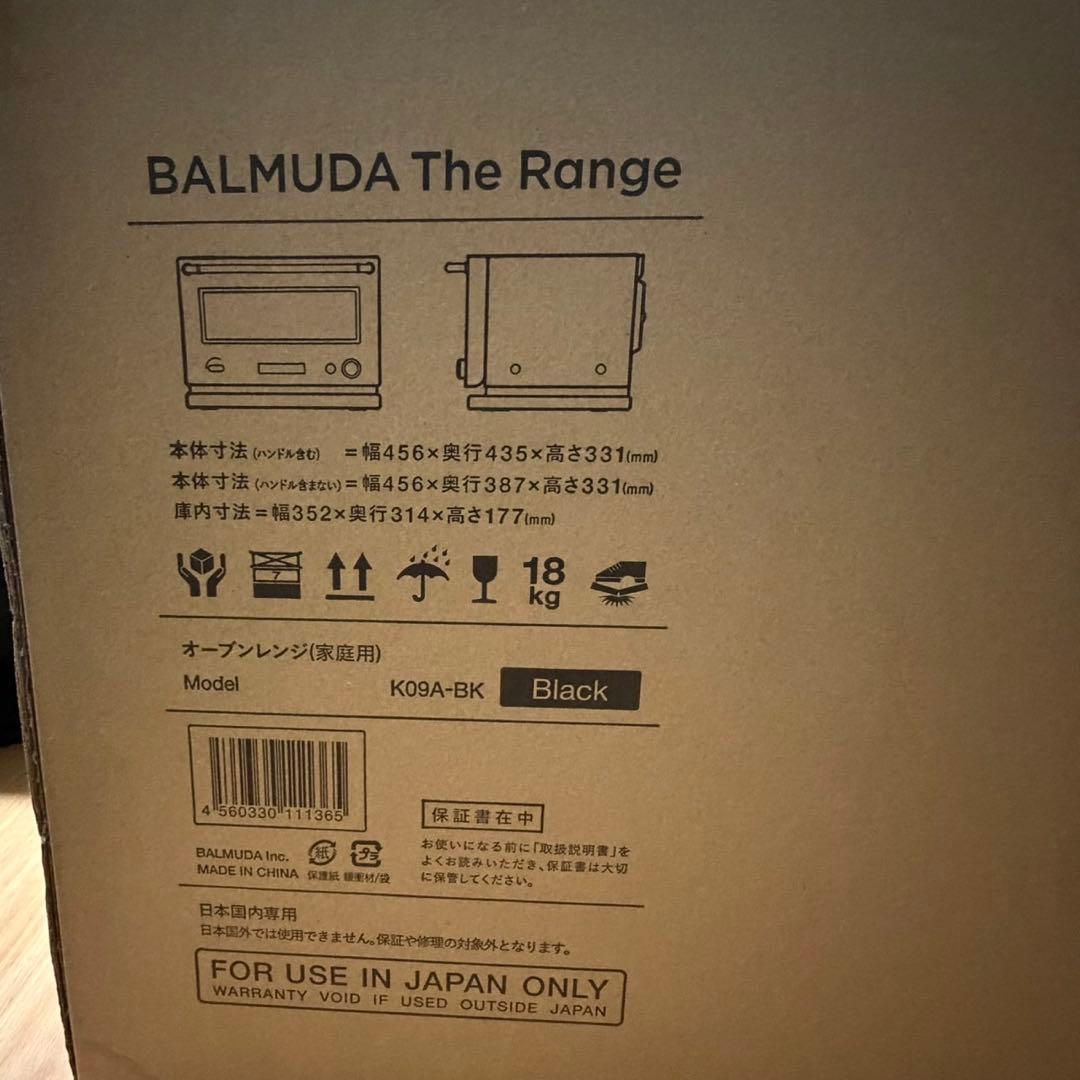 BALMUDA The Range
本体寸法(ハンドル含む) =幅456×奥行435×高さ331(mm)
本体寸法(ハンドル含まない)=幅456×奥行387×高さ331(mm)
庫内寸法=幅352×奥行314×高さ177(mm)
7
18
kg
オーブンレンジ(家庭用)
Model K09A-BK Black
4 560330 111365
保証書在中
お使いになる前に「取扱説明書」を
よくお読みいただき、保証書は大切
に保管してください。
BALMUDA Inc.
MADE IN CHINA
紙 プラ
保護紙 緩衝材/袋
日本国内専用
日本国外では使用できません。保証や修理の対象外となります。
FOR USE IN JAPAN ONLY
WARRANTY VOID IF USED OUTSIDE JAPAN